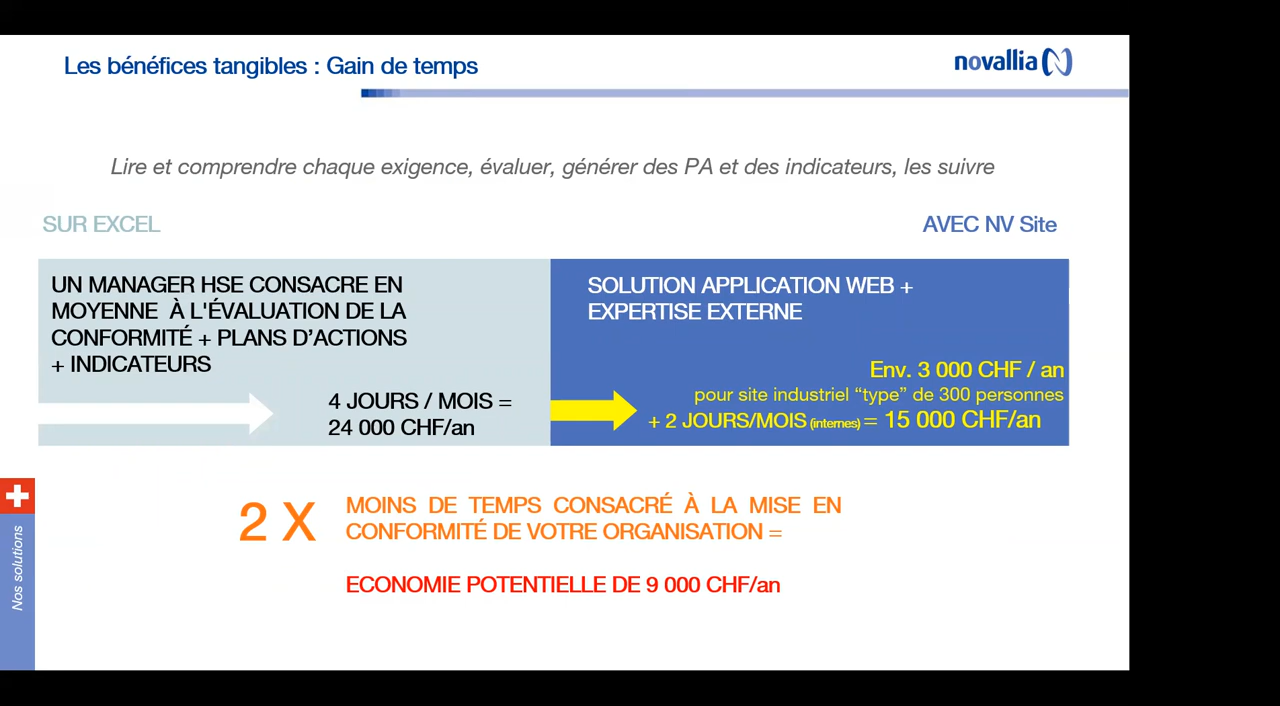 Les bénéfices tangibles : Gain de temps
novallia
Lire et comprendre chaque exigence, évaluer, générer des PA et des indicateurs, les suivre
SUR EXCEL
AVEC NV Site
UN MANAGER HSE CONSACRE EN
MOYENNE À L'ÉVALUATION DE LA
CONFORMITÉ + PLANS D’ACTIONS
+ INDICATEURS
4 JOURS / MOIS =
24 000 CHF/an
SOLUTION APPLICATION WEB +
EXPERTISE EXTERNE
Env. 3 000 CHF / an
pour site industriel “type” de 300 personnes
+ 2 JOURS/MOIS (internes) = 15 000 CHF/an
2 X
MOINS DE TEMPS CONSACRÉ À LA MISE EN
CONFORMITÉ DE VOTRE ORGANISATION =
ECONOMIE POTENTIELLE DE 9 000 CHF/an
Nos solutions